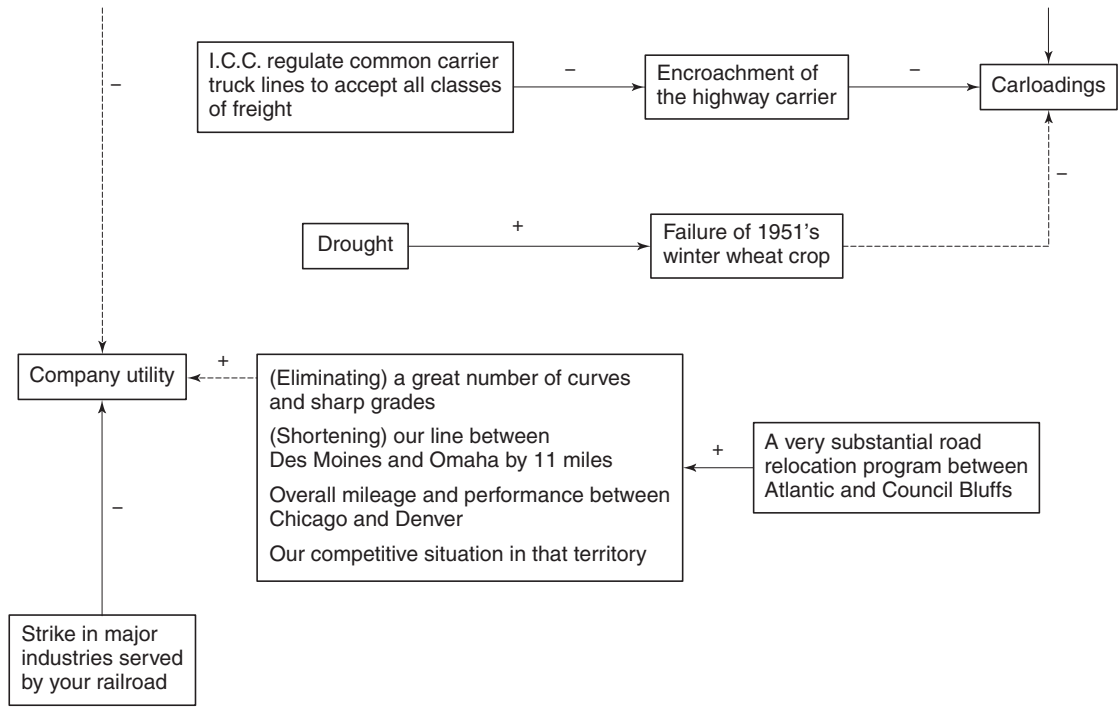 –
I.C.C. regulate common carrier
truck lines to accept all classes
of freight
–
Encroachment of
the highway carrier
–
Carloadings
–
Drought
+
Failure of 1951’s
winter wheat crop
Company utility
+
(Eliminating) a great number of curves
and sharp grades
(Shortening) our line between
Des Moines and Omaha by 11 miles
Overall mileage and performance between
Chicago and Denver
Our competitive situation in that territory
+
A very substantial road
relocation program between
Atlantic and Council Bluffs
–
Strike in major
industries served
by your railroad